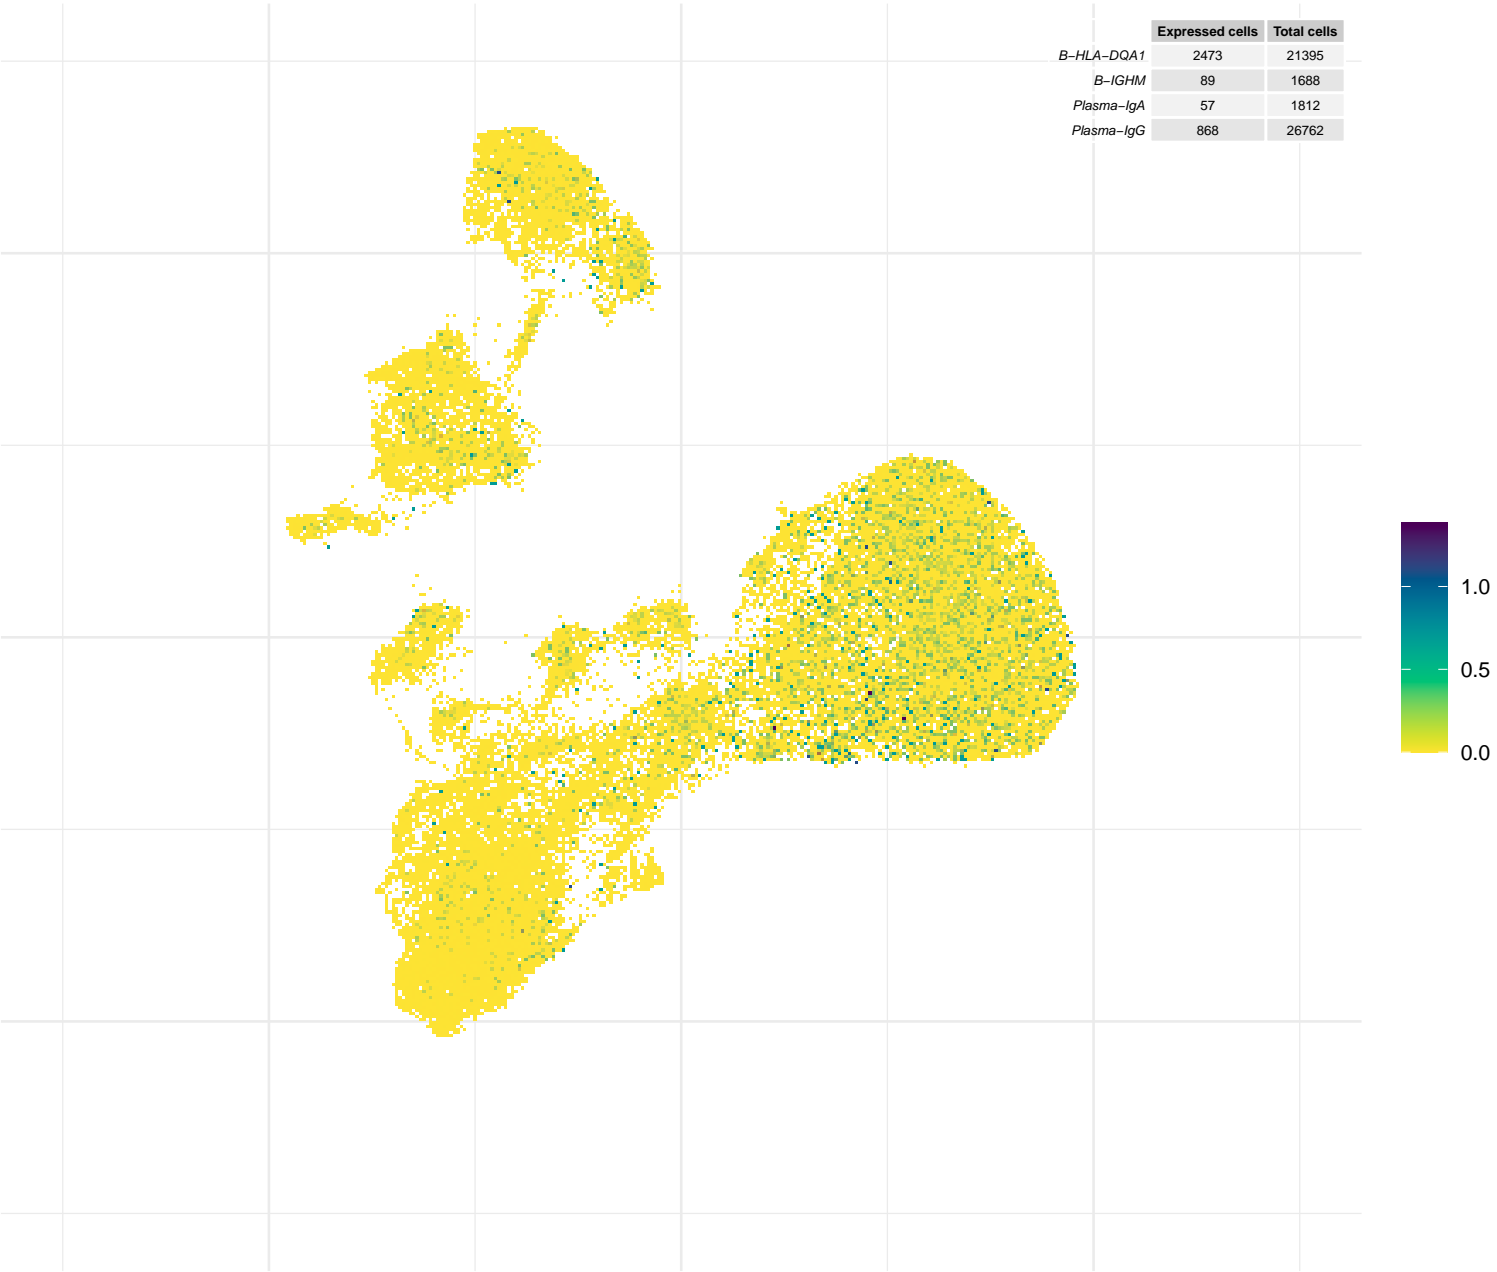 Expressed cells Total cells
B−HLA−DQA1 2473 21395
B−IGHM 89 1688
Plasma−IgA 57 1812
Plasma−IgG 868 26762
1.0
0.5
0.0